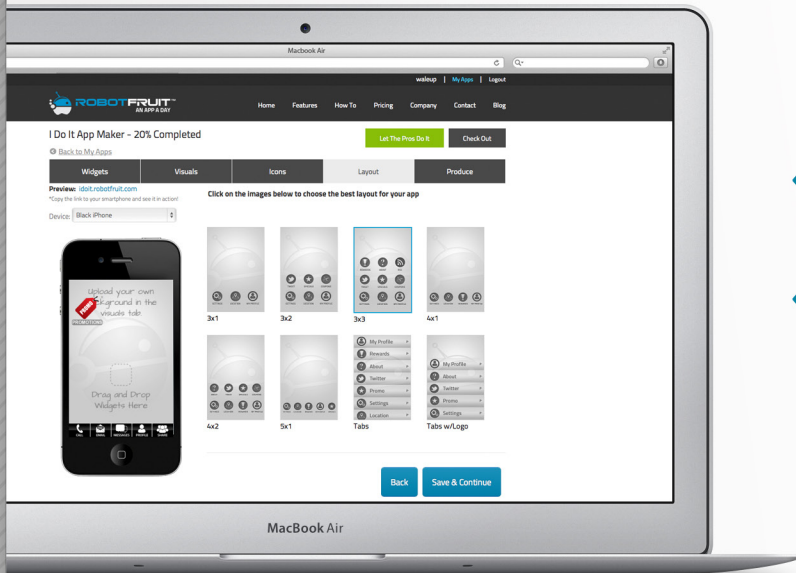 Macbook Air
waleup | My Apps | Logout
ROBOTFRUIT™
AN APP A DAY
Home Features How To Pricing Company Contact Blog
I Do It App Maker - 20% Completed
Let The Pros Do It Check Out
Back to My Apps
Widgets Visuals Icons Layout Produce
Preview: idoit.robotfruit.com
*Copy the link to your smartphone and see it in action!
Click on the images below to choose the best layout for your app
Device: Black iPhone
Upload your own
background in the
visuals tab.
PROMO
PROMOTIONS
Drag and Drop
Widgets Here
CALL EMAIL MESSAGES PROFILE SHARE
3x1 3x2 3x3 4x1
My Profile
Rewards
About
Twitter
Promo
Settings
Location
My Profile
About
Twitter
Promo
Settings
4x2 5x1 Tabs Tabs w/Logo
Back Save & Continue
MacBook Air